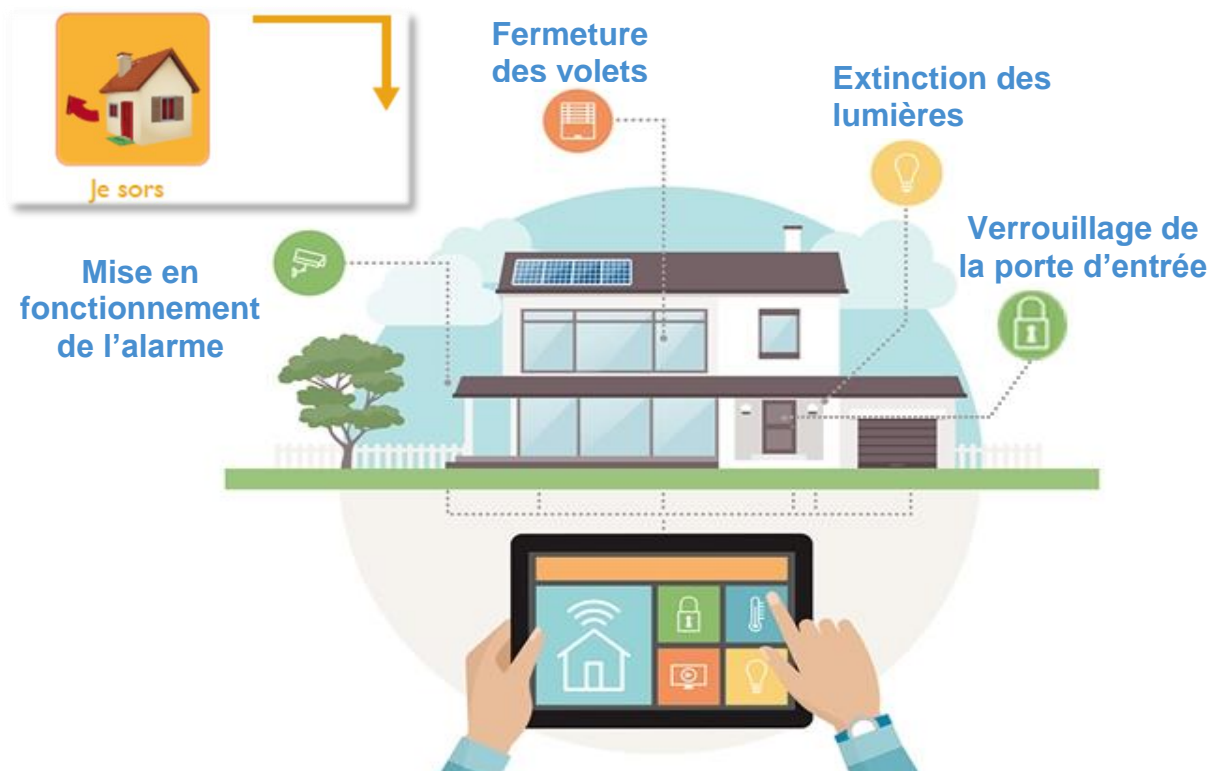 Je sors
Fermeture
des volets
Extinction des
lumières
Verrouillage de
la porte d’entrée
Mise en
fonctionnement
de l’alarme